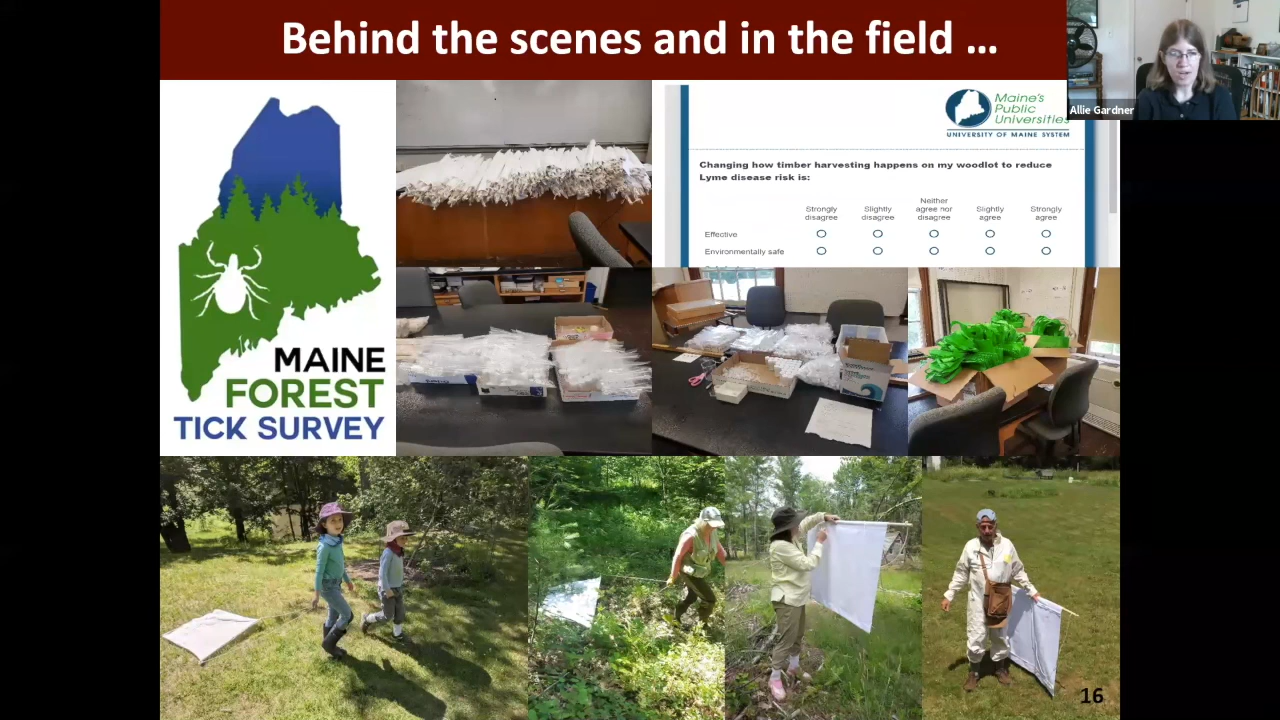 Behind the scenes and in the field ...
Allie Gardner
MAINE
FOREST
TICK SURVEY
Maine's
Public
Universities
UNIVERSITY OF MAINE SYSTEM
Changing how timber harvesting happens on my woodlot to reduce
Lyme disease risk is:
Strongly disagree Slightly disagree Neither agree nor disagree Slightly agree Strongly agree
Effective
Environmentally safe
16